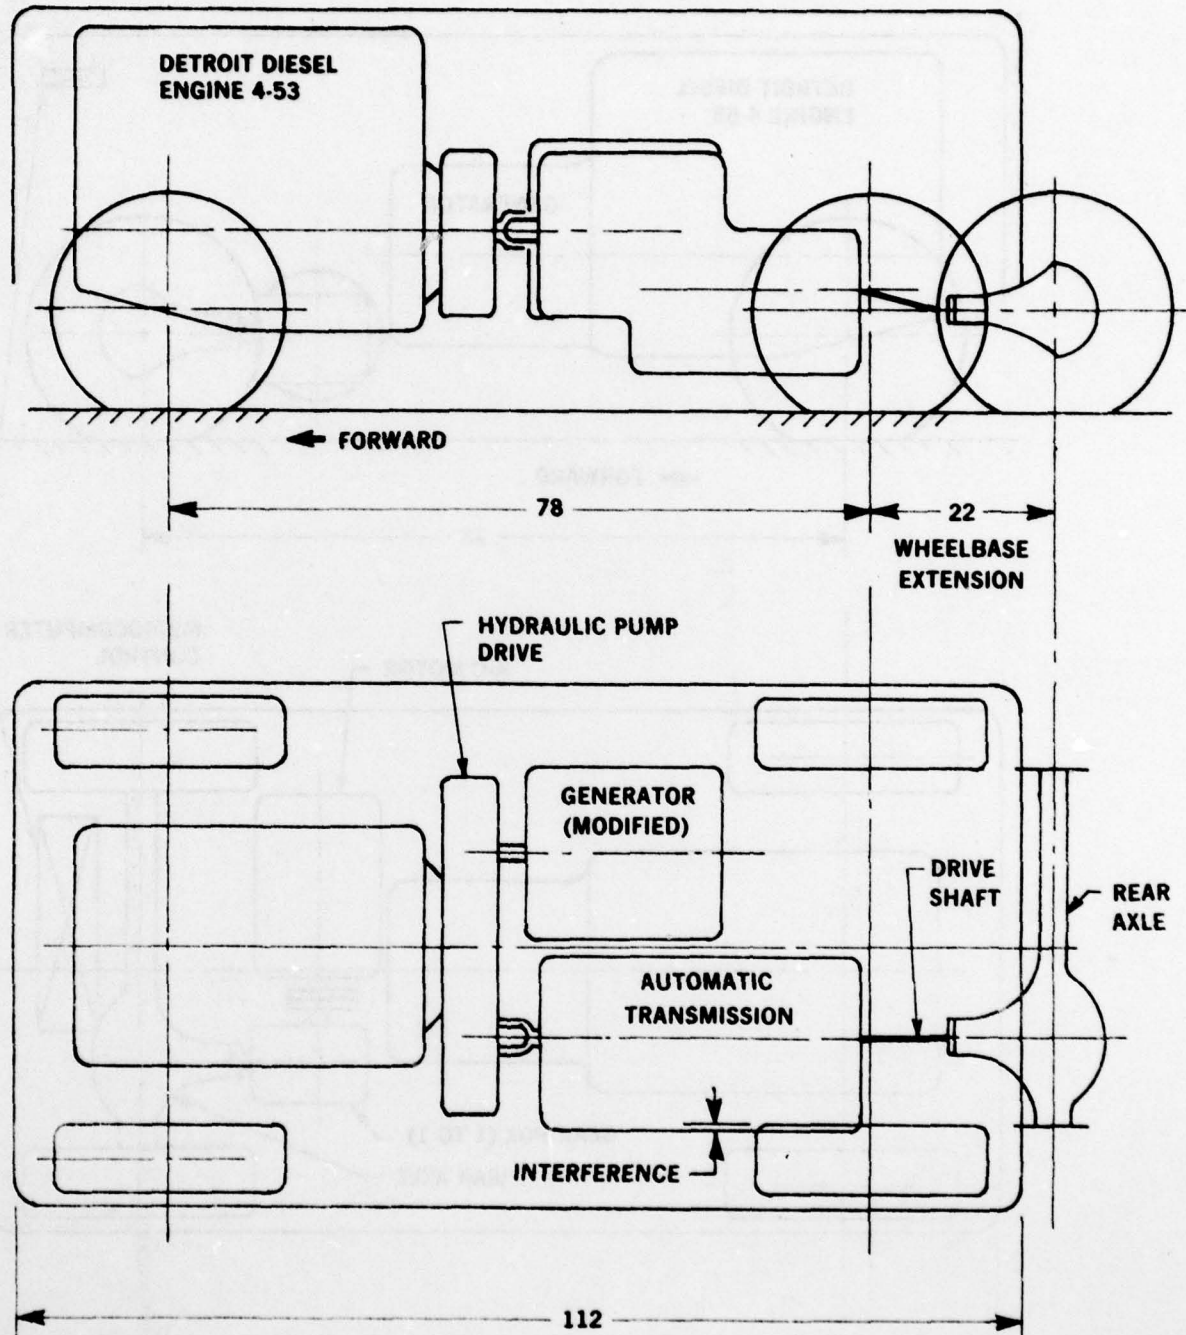 DETROIT DIESEL
ENGINE 4-53
FORWARD
78
22
WHEELBASE
EXTENSION
HYDRAULIC PUMP
DRIVE
GENERATOR
(MODIFIED)
DRIVE
SHAFT
REAR
AXLE
AUTOMATIC
TRANSMISSION
INTERFERENCE
112